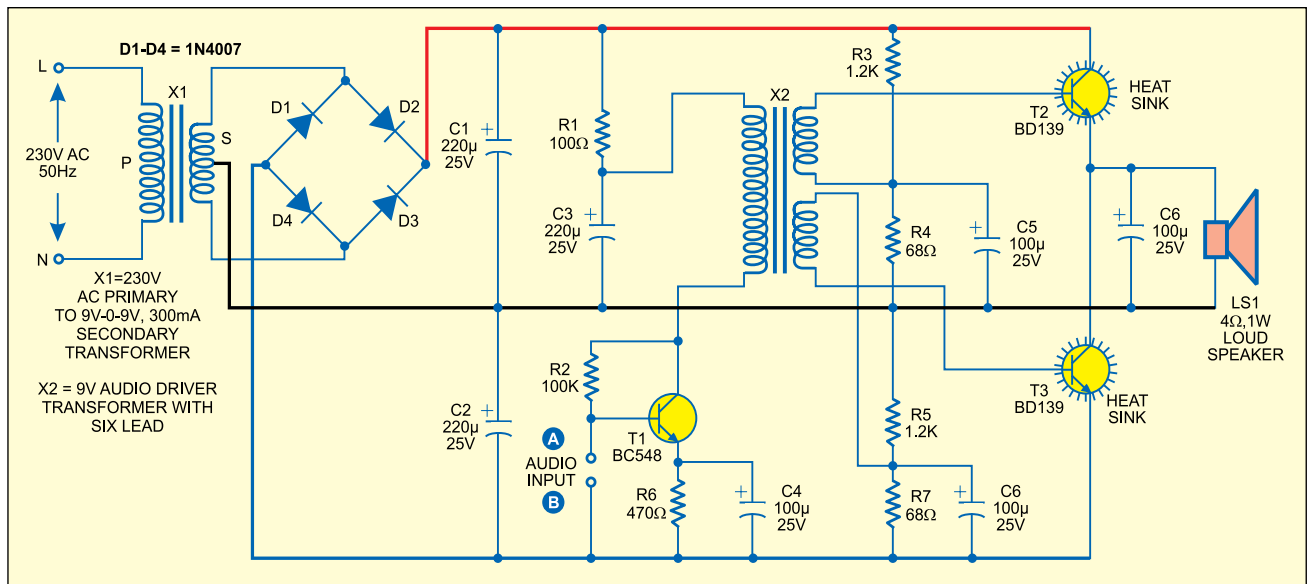 D1-D4 = 1N4007
L
X1
P
S
230V AC
50Hz
N
D1
D2
D4
D3
X1=230V
AC PRIMARY
TO 9V-0-9V, 300mA
SECONDARY
TRANSFORMER
X2 = 9V AUDIO DRIVER
TRANSFORMER WITH
SIX LEAD
+
C1
220µ
25V
+
C2
220µ
25V
R1
100Ω
+
C3
220µ
25V
R2
100K
A
AUDIO
INPUT
B
T1
BC548
R6
470Ω
+
C4
100µ
25V
X2
R3
1.2K
R4
68Ω
+
C5
100µ
25V
R5
1.2K
R7
68Ω
+
C6
100µ
25V
HEAT
SINK
T2
BD139
+
C6
100µ
25V
LS1
4Ω,1W
LOUD
SPEAKER
T3
BD139
HEAT
SINK